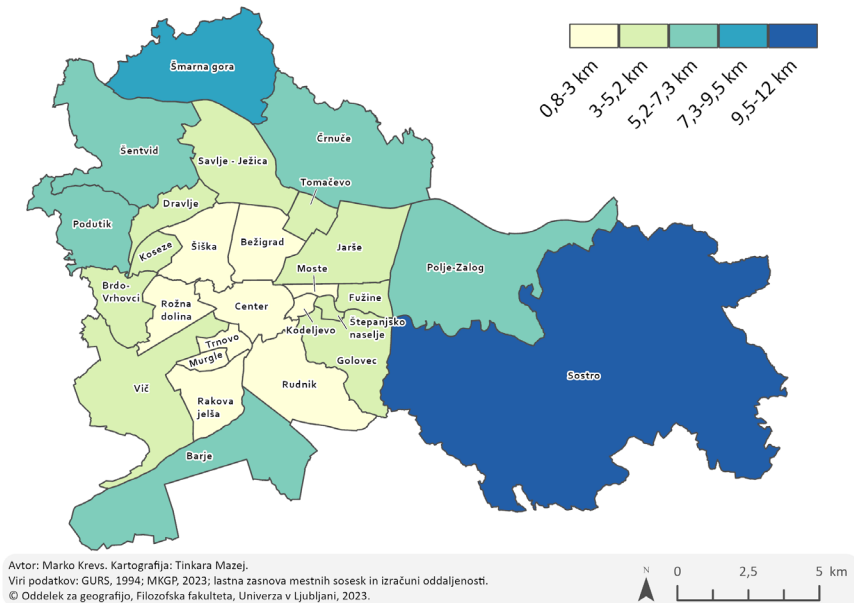 0,8-3 km
3-5,2 km
5,2-7,3 km
7,3-9,5 km
9,5-12 km
Šmarna gora
Črnuče
Šentvid
Savlje - Ježica
Tomačevo
Dravlje
Podutik
Koseze
Šiška
Bežigrad
Jarše
Polje-Zalog
Moste
Brdo-
Vrhovci
Rožna
dolina
Center
Fužine
Kodeljevo
Štepanjsko
naselje
Trnovo
Murgle
Golovec
Vič
Rudnik
Sostro
Rakova
jelša
Barje
Avtor: Marko Krevs. Kartografija: Tinkara Mazej.
Viri podatkov: GURS, 1994; MKGP, 2023; lastna zasnova mestnih sosesk in izračuni oddaljenosti.
© Oddelek za geografijo, Filozofska fakulteta, Univerza v Ljubljani, 2023.
N
0 2,5 5 km